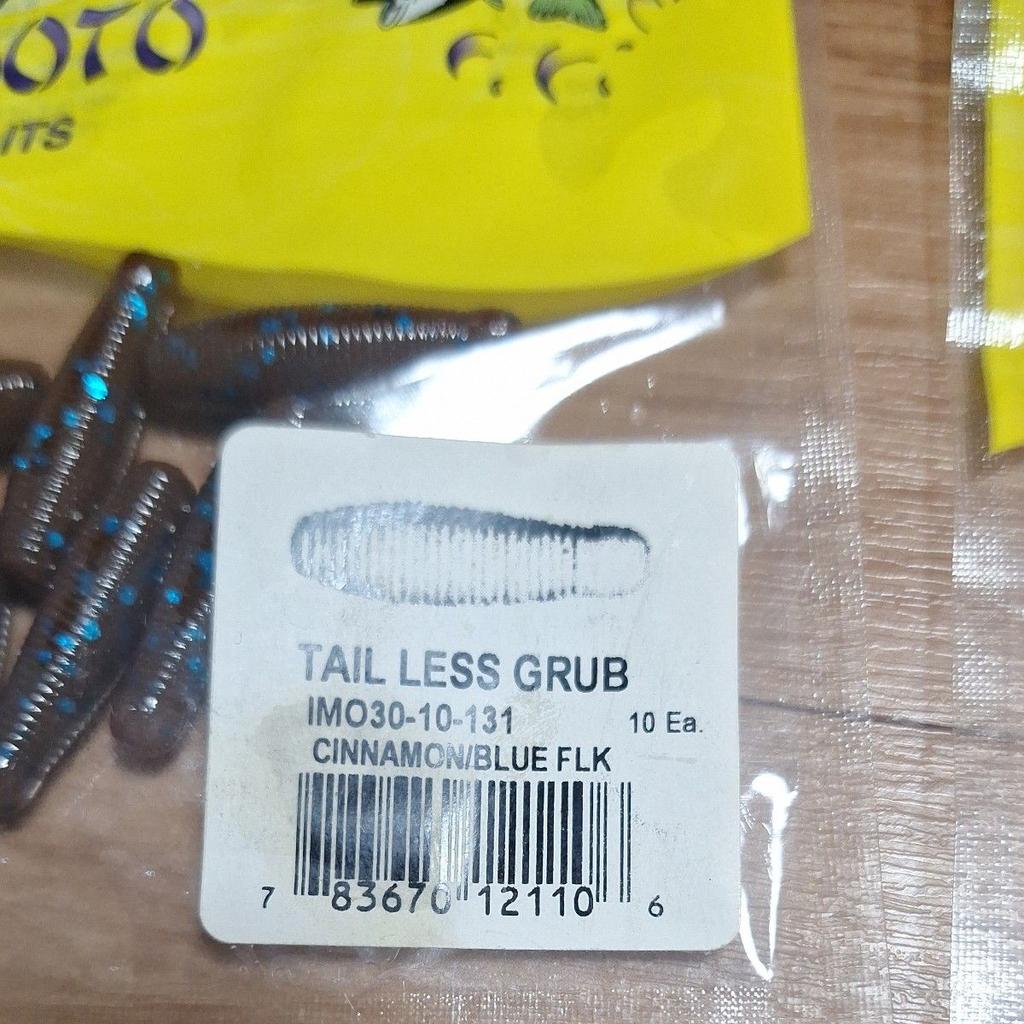 OTO
ITS
TAIL LESS GRUB
IMO30-10-131 10 Ea.
CINNAMON/BLUE FLK
7 83670 12110 6